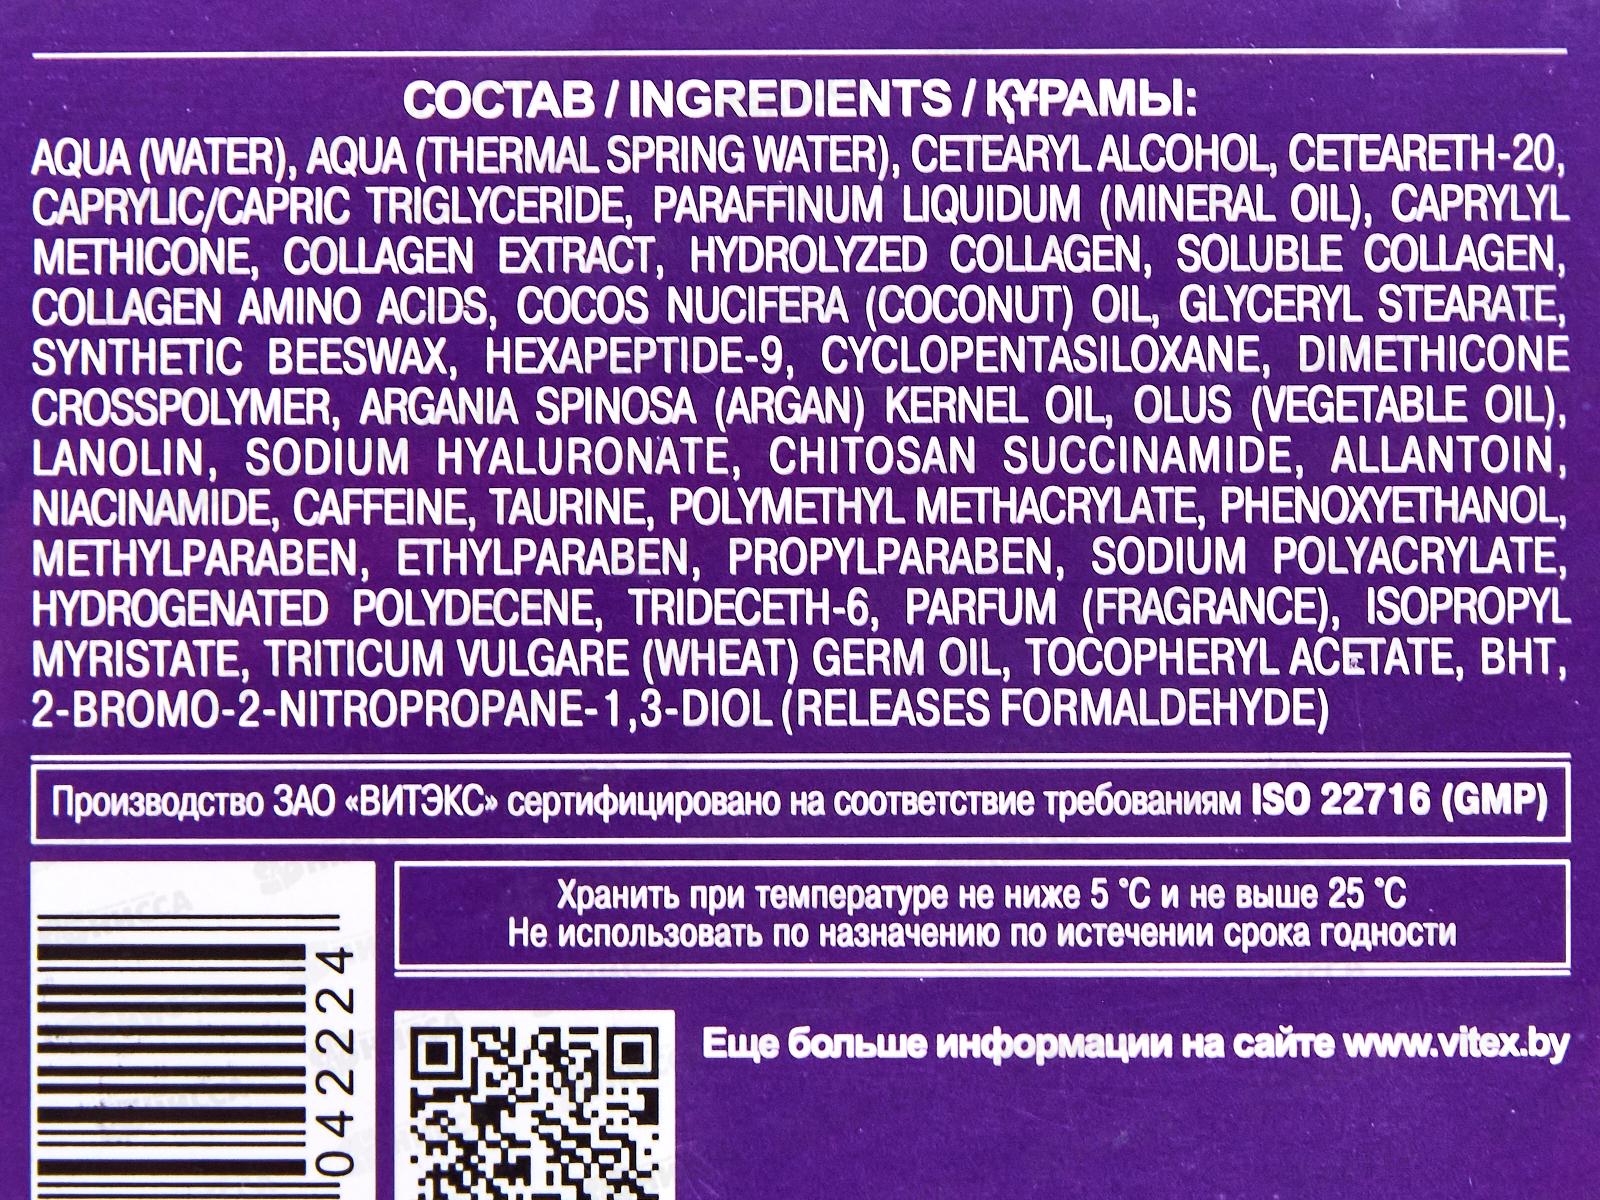 СОСТАВ / INGREDIENTS / ҚҰРАМЫ:
AQUA (WATER), AQUA (THERMAL SPRING WATER), CETEARYL ALCOHOL, CETEARETH-20,
CAPRYLIC/CAPRIC TRIGLYCERIDE, PARAFFINUM LIQUIDUM (MINERAL OIL), CAPRYLYL
METHICONE, COLLAGEN EXTRACT, HYDROLYZED COLLAGEN, SOLUBLE COLLAGEN,
COLLAGEN AMINO ACIDS, COCOS NUCIFERA (COCONUT) OIL, GLYCERYL STEARATE,
SYNTHETIC BEESWAX, HEXAPEPTIDE-9, CYCLOPENTASILOXANE, DIMETHICONE
CROSSPOLYMER, ARGANIA SPINOSA (ARGAN) KERNEL OIL, OLUS (VEGETABLE OIL),
LANOLIN, SODIUM HYALURONATE, CHITOSAN SUCCINAMIDE, ALLANTOIN,
NIACINAMIDE, CAFFEINE, TAURINE, POLYMETHYL METHACRYLATE, PHENOXYETHANOL,
METHYLPARABEN, ETHYLPARABEN, PROPYLPARABEN, SODIUM POLYACRYLATE,
HYDROGENATED POLYDECENE, TRIDECETH-6, PARFUM (FRAGRANCE), ISOPROPYL
MYRISTATE, TRITICUM VULGARE (WHEAT) GERM OIL, TOCOPHERYL ACETATE, BHT,
2-BROMO-2-NITROPROPANE-1,3-DIOL (RELEASES FORMALDEHYDE)
Производство ЗАО «ВИТЭКС» сертифицировано на соответствие требованиям ISO 22716 (GMP)
Хранить при температуре не ниже 5 °С и не выше 25 °С
Не использовать по назначению по истечении срока годности
Еще больше информации на сайте www.vitex.by
042224